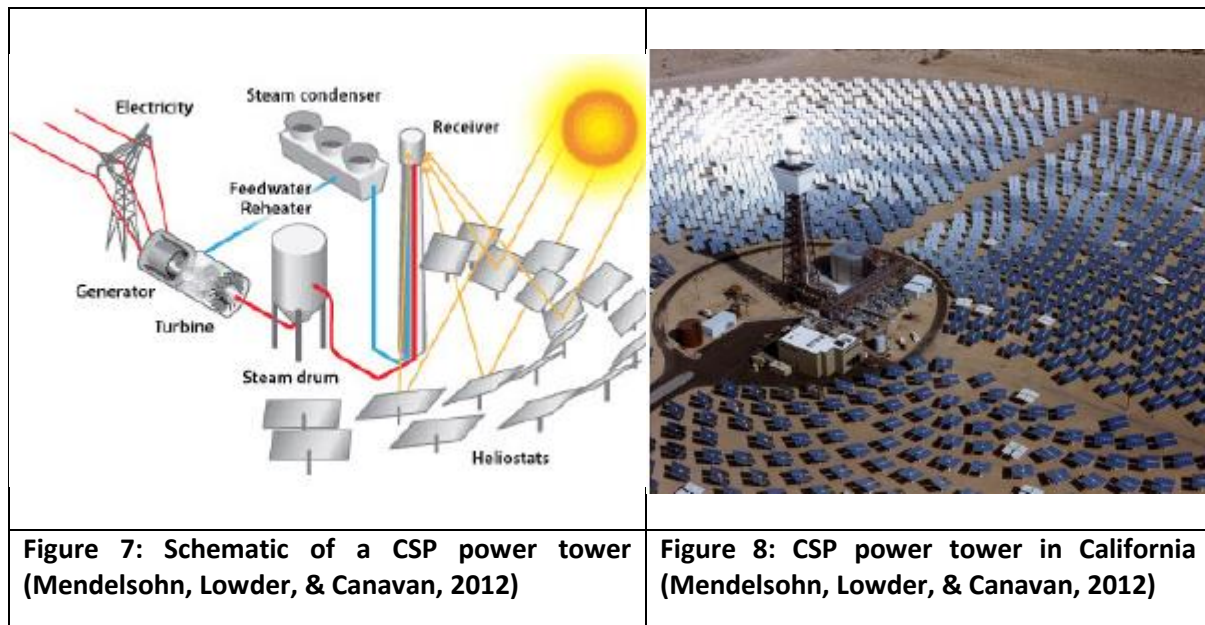 Electricity
Steam condenser
Receiver
Feedwater
Reheater
Generator
Turbine
Steam drum
Heliostats
Figure 7: Schematic of a CSP power tower
(Mendelsohn, Lowder, & Canavan, 2012)
Figure 8: CSP power tower in California
(Mendelsohn, Lowder, & Canavan, 2012)